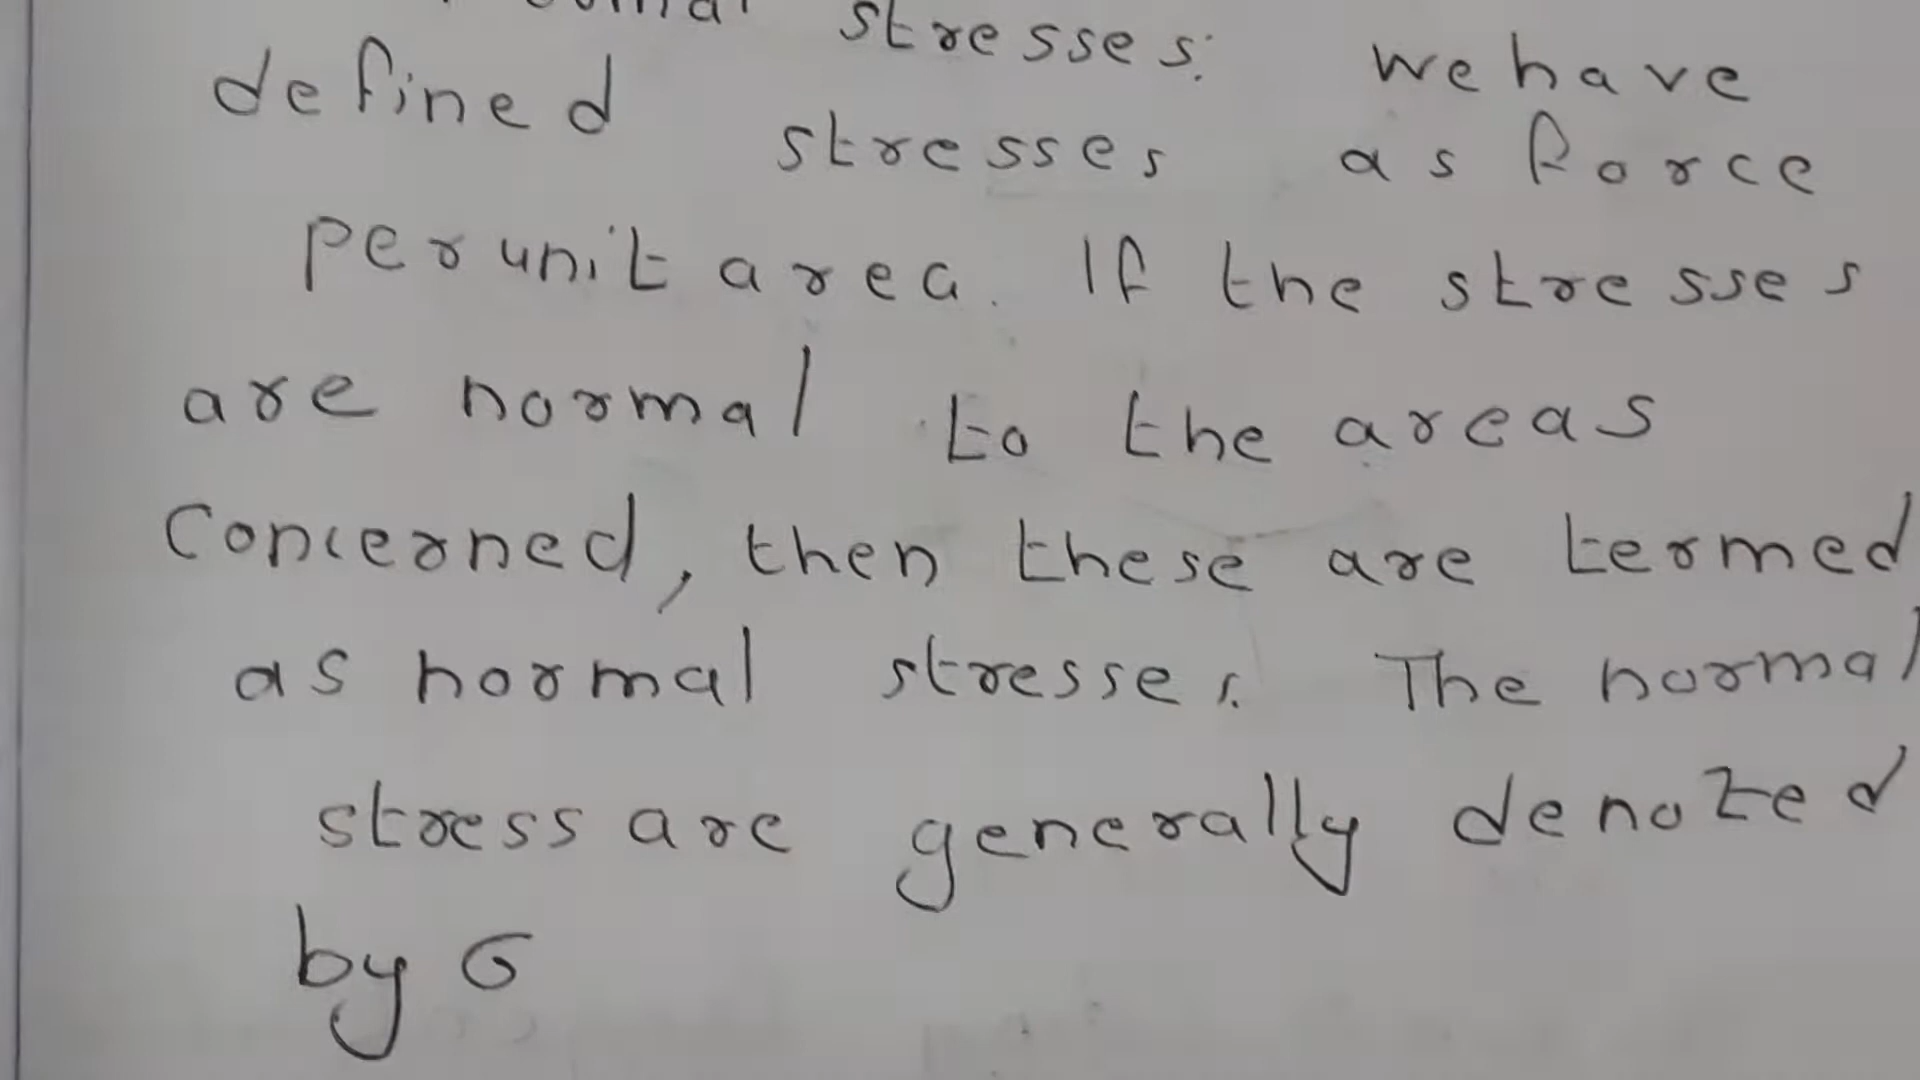 stresses: we have
defined stresses as force
per unit area. If the stresses
are normal to the areas
Concerned, then these are termed
as normal stresses. The normal
stress are generally denoted
by σ